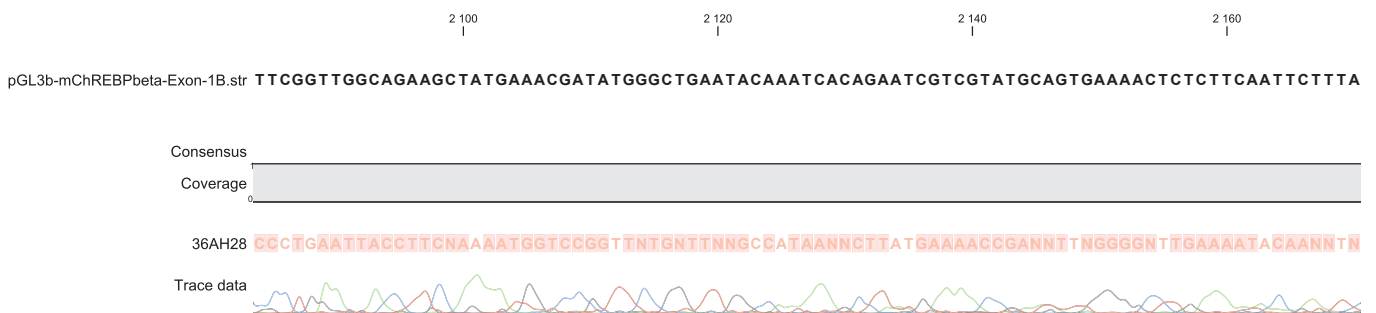 2 100 2 120 2 140 2 160
pGL3b-mChREBPbeta-Exon-1B.str TTCGGTTGGCAGAAGCTATGAAACGATATGGGCTGAATACAAATCACAGAATCGTCGTATGCAGTGAAAACTCTCTTCAATTCTTTA
Consensus
1
Coverage
0
36AH28 CCCTGAATTACCTTCNAAAATGGTCCGGTTNTGNTTNNGCCATAANNCTTATGAAAACCGANNTTNGGGGNTTGAAAATACAANNTN
Trace data